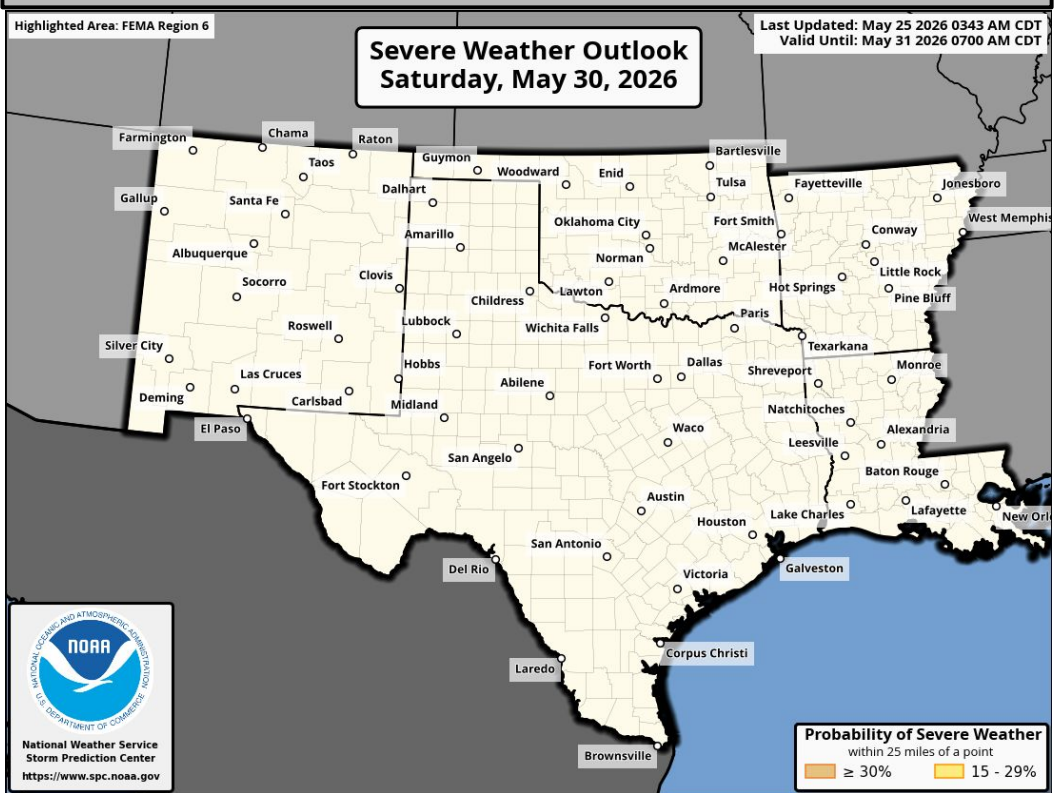 Highlighted Area: FEMA Region 6
Last Updated: May 25 2026 0343 AM CDT
Valid Until: May 31 2026 0700 AM CDT
Severe Weather Outlook
Saturday, May 30, 2026
Farmington
Chama
Raton
Taos
Guymon
Woodward
Enid
Bartlesville
Tulsa
Fayetteville
Jonesboro
Gallup
Santa Fe
Dalhart
Oklahoma City
Fort Smith
West Memphis
Albuquerque
Amarillo
Norman
McAlester
Conway
Socorro
Clovis
Childress
Lawton
Ardmore
Hot Springs
Little Rock
Pine Bluff
Roswell
Lubbock
Wichita Falls
Paris
Texarkana
Silver City
Las Cruces
Hobbs
Fort Worth
Dallas
Shreveport
Monroe
Deming
Carlsbad
Midland
Abilene
Natchitoches
El Paso
Waco
Leesville
Alexandria
San Angelo
Fort Stockton
Baton Rouge
Austin
Houston
Lake Charles
Lafayette
New Orl
San Antonio
Del Rio
Galveston
Victoria
Laredo
Corpus Christi
Brownsville
NATIONAL OCEANIC AND ATMOSPHERIC ADMINISTRATION
NOAA
U.S. DEPARTMENT OF COMMERCE
National Weather Service
Storm Prediction Center
https://www.spc.noaa.gov
Probability of Severe Weather
within 25 miles of a point
≥ 30%
15 - 29%